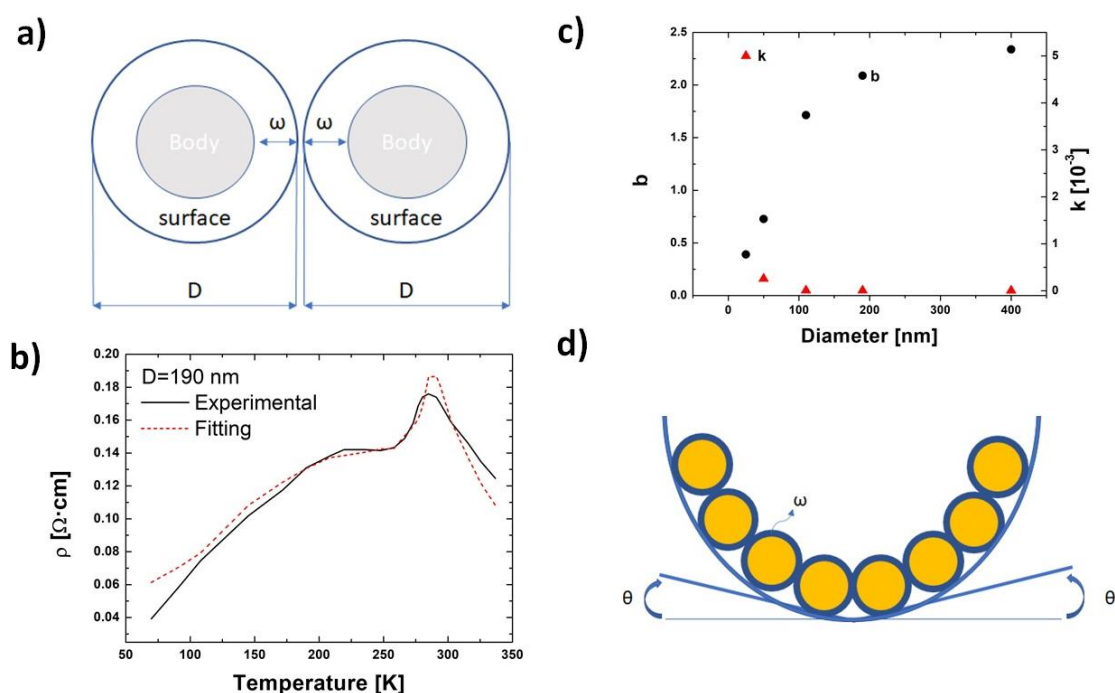 a)
Body
ω
ω
Body
surface
surface
D
D
b)
0.20
0.18
0.16
0.14
0.12
0.10
0.08
0.06
0.04
ρ [Ω·cm]
D=190 nm
Experimental
Fitting
50 100 150 200 250 300 350
Temperature [K]
c)
2.5
2.0
1.5
1.0
0.5
0.0
b
k
b
5
4
3
2
1
0
k [10⁻³]
0 100 200 300 400
Diameter [nm]
d)
ω
θ
θ